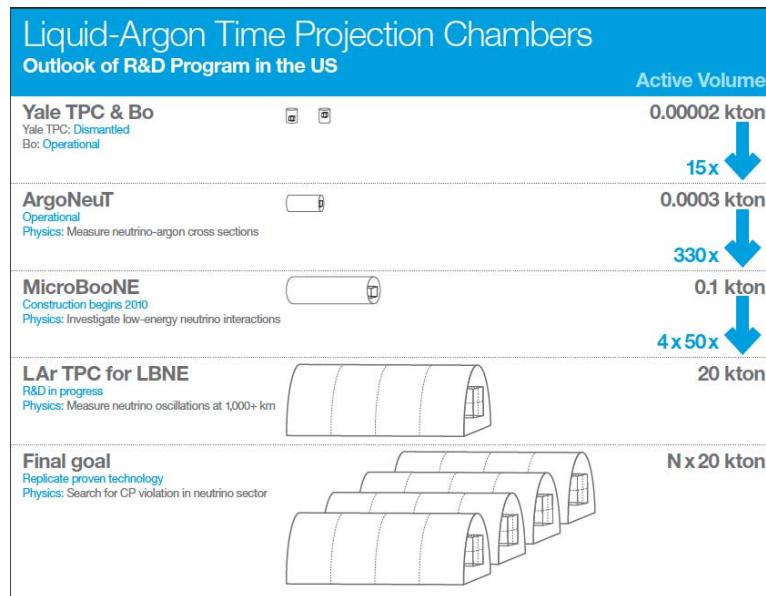 Liquid-Argon Time Projection Chambers
Outlook of R&D Program in the US
Active Volume
Yale TPC & Bo
0.00002 kton
Yale TPC: Dismantled
Bo: Operational
15x
ArgoNeuT
0.0003 kton
Operational
Physics: Measure neutrino-argon cross sections
330x
MicroBooNE
0.1 kton
Construction begins 2010
Physics: Investigate low-energy neutrino interactions
4 x 50x
LAr TPC for LBNE
20 kton
R&D in progress
Physics: Measure neutrino oscillations at 1,000+ km
Final goal
N x 20 kton
Replicate proven technology
Physics: Search for CP violation in neutrino sector